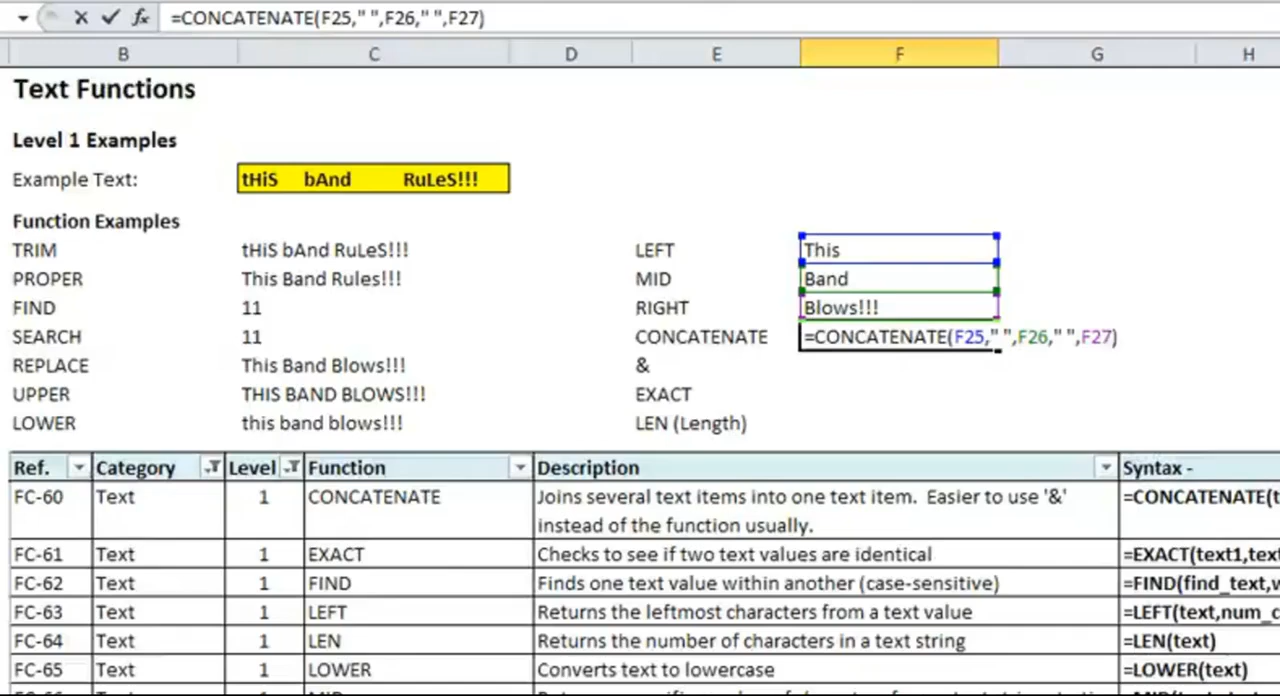 fx =CONCATENATE(F25," ",F26," ",F27)
B C D E F G H
Text Functions
Level 1 Examples
Example Text: tHiS bAnd RuLeS!!!
Function Examples
TRIM tHiS bAnd RuLeS!!! LEFT This
PROPER This Band Rules!!! MID Band
FIND 11 RIGHT Blows!!!
SEARCH 11 CONCATENATE =CONCATENATE(F25," ",F26," ",F27)
REPLACE This Band Blows!!! &
UPPER THIS BAND BLOWS!!! EXACT
LOWER this band blows!!! LEN (Length)
Ref. Category Level Function Description Syntax -
FC-60 Text 1 CONCATENATE Joins several text items into one text item. Easier to use '&' =CONCATENATE(t
instead of the function usually.
FC-61 Text 1 EXACT Checks to see if two text values are identical =EXACT(text1,text
FC-62 Text 1 FIND Finds one text value within another (case-sensitive) =FIND(find_text,w
FC-63 Text 1 LEFT Returns the leftmost characters from a text value =LEFT(text,num_c
FC-64 Text 1 LEN Returns the number of characters in a text string =LEN(text)
FC-65 Text 1 LOWER Converts text to lowercase =LOWER(text)